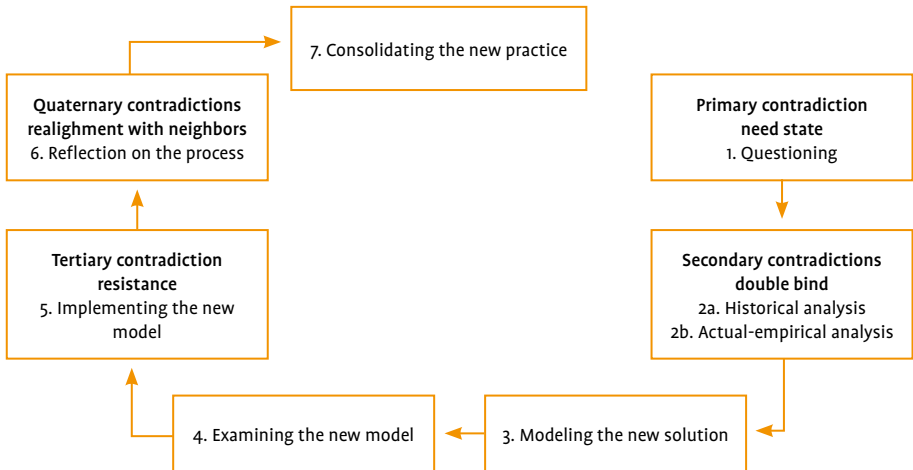 7. Consolidating the new practice
Quaternary contradictions
realighment with neighbors
6. Reflection on the process
Primary contradiction
need state
1. Questioning
Tertiary contradiction
resistance
5. Implementing the new
model
Secondary contradictions
double bind
2a. Historical analysis
2b. Actual-empirical analysis
4. Examining the new model
3. Modeling the new solution